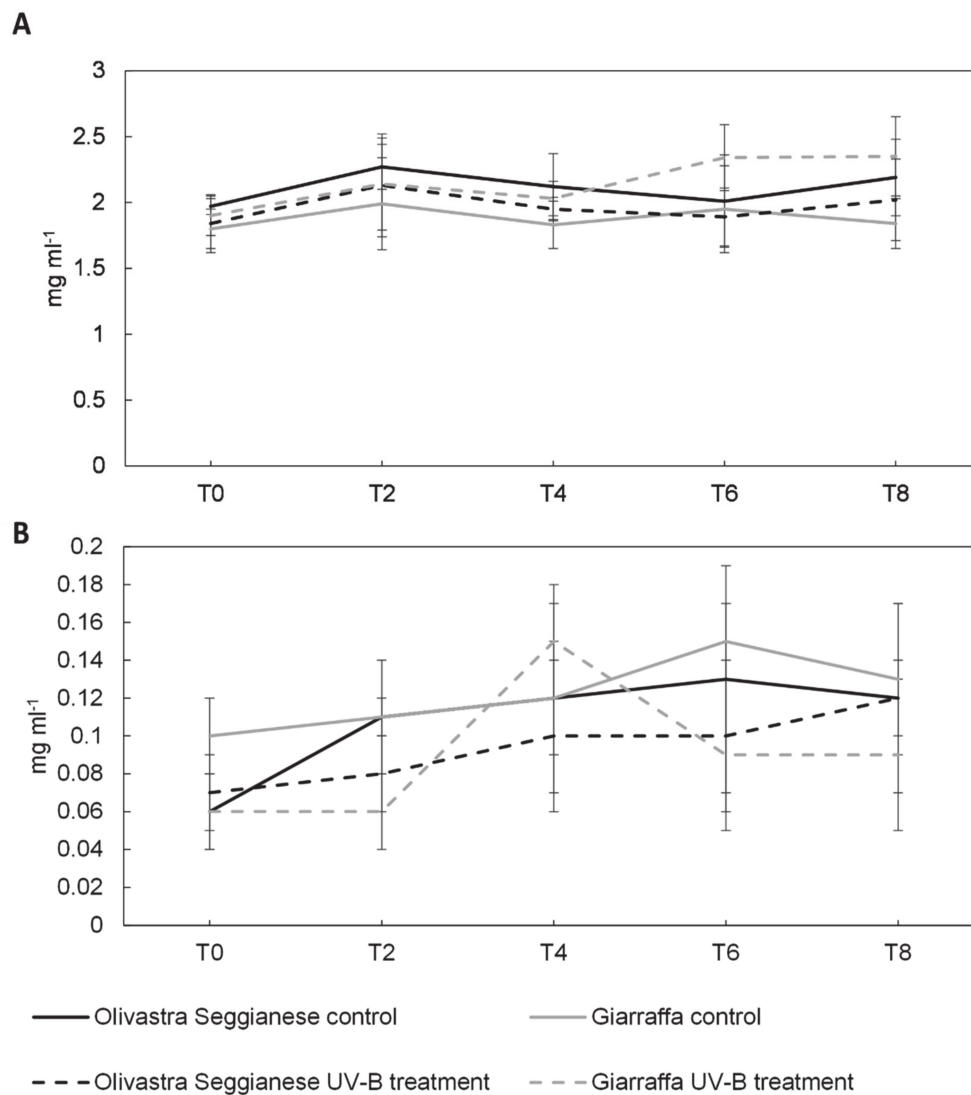 A
3
2.5
2
1.5
1
0.5
0
mg ml-1
T0 T2 T4 T6 T8
B
0.2
0.18
0.16
0.14
0.12
0.1
0.08
0.06
0.04
0.02
0
mg ml-1
T0 T2 T4 T6 T8
Olivastra Seggianese control Giarraffa control
Olivastra Seggianese UV-B treatment Giarraffa UV-B treatment